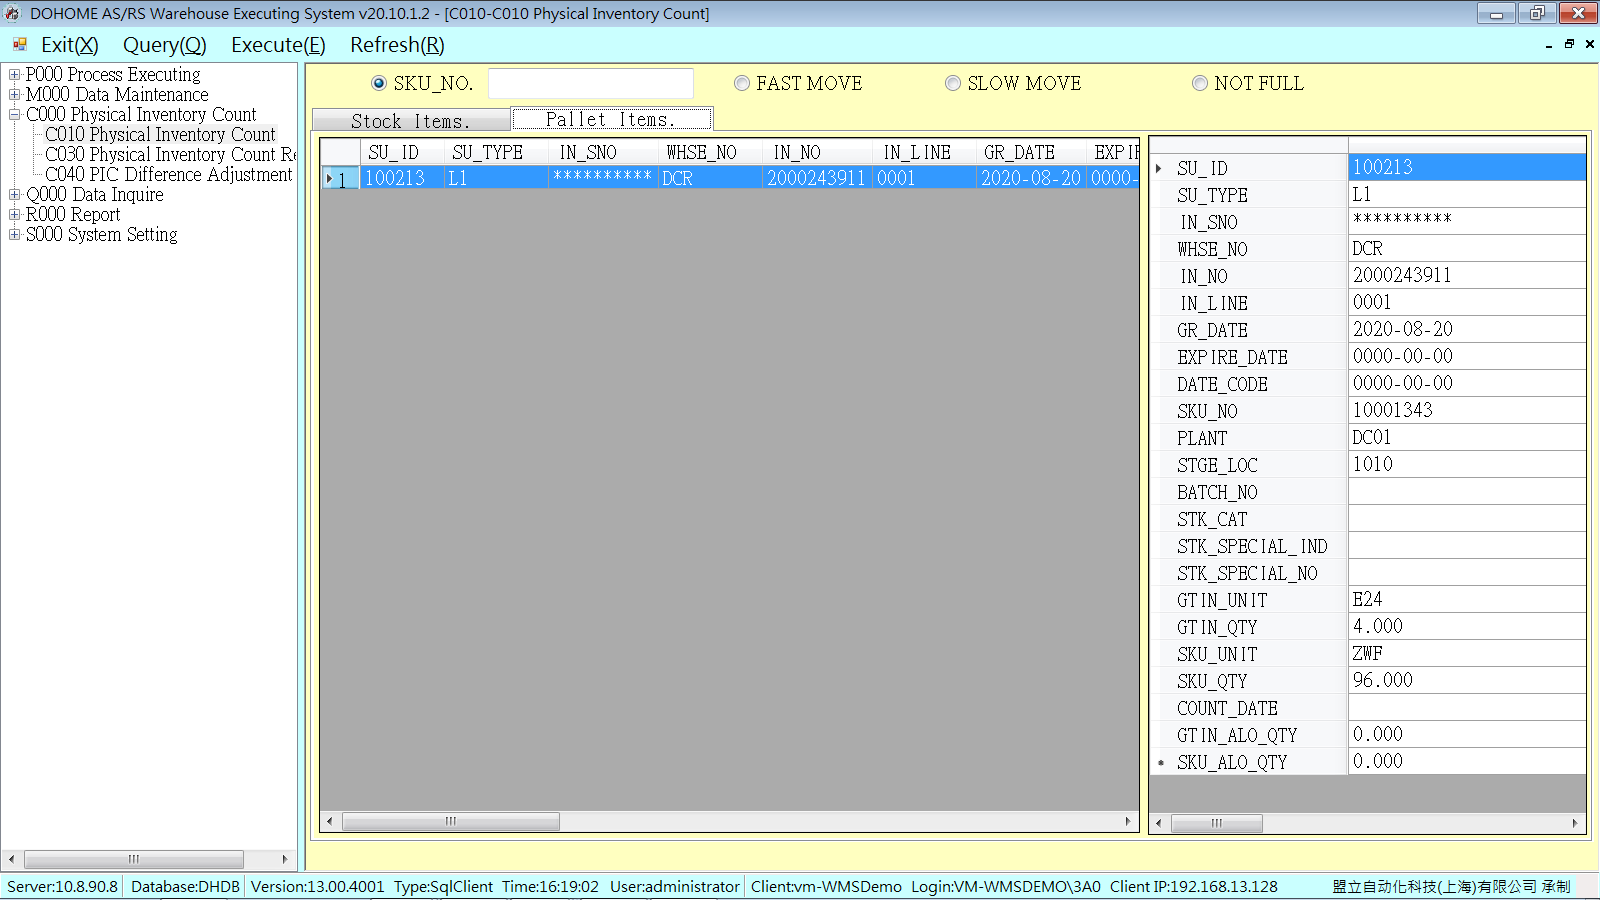 DOHOME AS/RS Warehouse Executing System v20.10.1.2 - [C010-C010 Physical Inventory Count]
Exit(X) Query(Q) Execute(E) Refresh(R)
P000 Process Executing
M000 Data Maintenance
C000 Physical Inventory Count
C010 Physical Inventory Count
C030 Physical Inventory Count Re
C040 PIC Difference Adjustment
Q000 Data Inquire
R000 Report
S000 System Setting
SKU_NO. FAST MOVE SLOW MOVE NOT FULL
Stock Items. Pallet Items.
SU_ID SU_TYPE IN_SNO WHSE_NO IN_NO IN_LINE GR_DATE EXPIR
1 100213 L1 ********** DCR 2000243911 0001 2020-08-20 0000-
SU_ID 100213
SU_TYPE L1
IN_SNO **********
WHSE_NO DCR
IN_NO 2000243911
IN_LINE 0001
GR_DATE 2020-08-20
EXPIRE_DATE 0000-00-00
DATE_CODE 0000-00-00
SKU_NO 10001343
PLANT DC01
STGE_LOC 1010
BATCH_NO
STK_CAT
STK_SPECIAL_IND
STK_SPECIAL_NO
GTIN_UNIT E24
GTIN_QTY 4.000
SKU_UNIT ZWF
SKU_QTY 96.000
COUNT_DATE
GTIN_ALO_QTY 0.000
SKU_ALO_QTY 0.000
Server:10.8.90.8 Database:DHDB Version:13.00.4001 Type:SqlClient Time:16:19:02 User:administrator Client:vm-WMSDemo Login:VM-WMSDEMO\3A0 Client IP:192.168.13.128 盟立自动化科技(上海)有限公司 承制